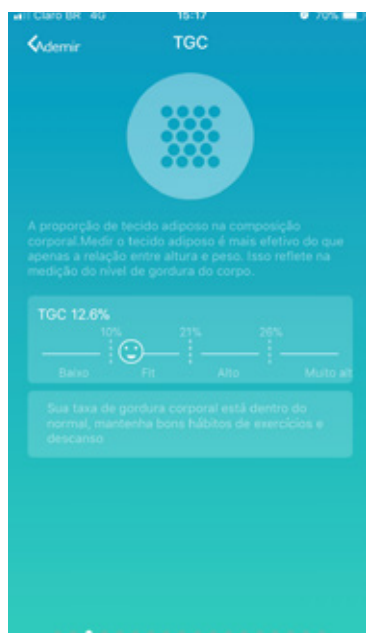 Claro BR 4G 15:17 70%
Ademir TGC
A proporção de tecido adiposo na composição
corporal.Medir o tecido adiposo é mais efetivo do que
apenas a relação entre altura e peso. Isso reflete na
medição do nível de gordura do corpo.
TGC 12.6%
10% 21% 26%
Baixo Fit Alto Muito alt
Sua taxa de gordura corporal está dentro do
normal, mantenha bons hábitos de exercícios e
descanso